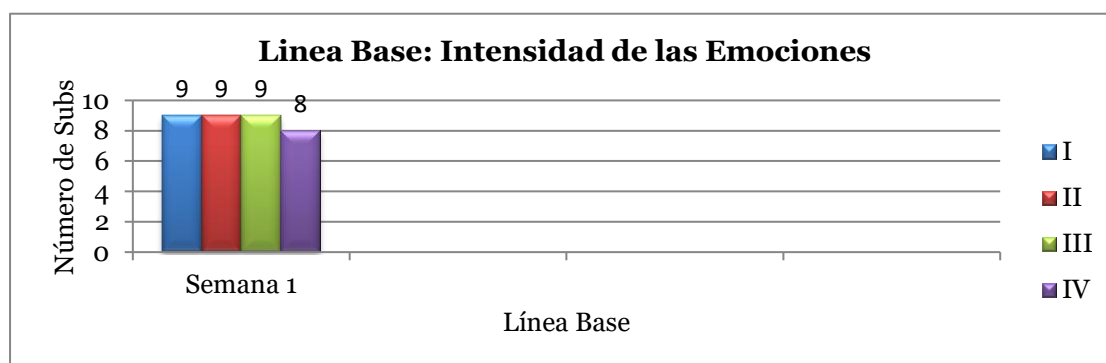 Linea Base: Intensidad de las Emociones
9 9 9 8
Número de Subs
10
8
6
4
2
0
Semana 1
Línea Base
I
II
III
IV